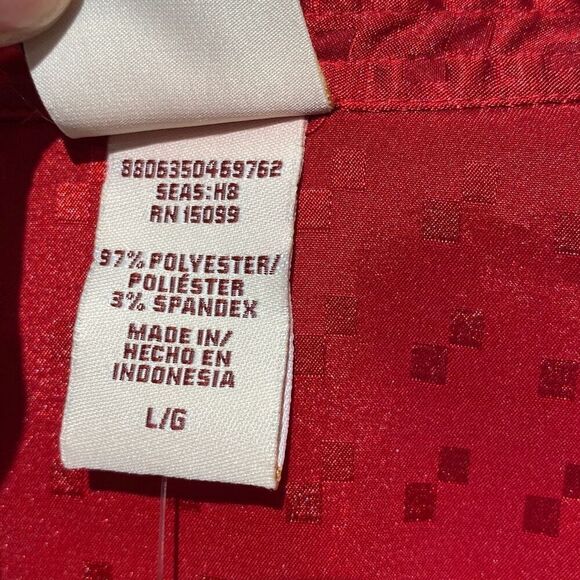 8806350469762
SEAS:H8
RN 15099
97% POLYESTER/
POLIÉSTER
3% SPANDEX
MADE IN/
HECHO EN
INDONESIA
L/G